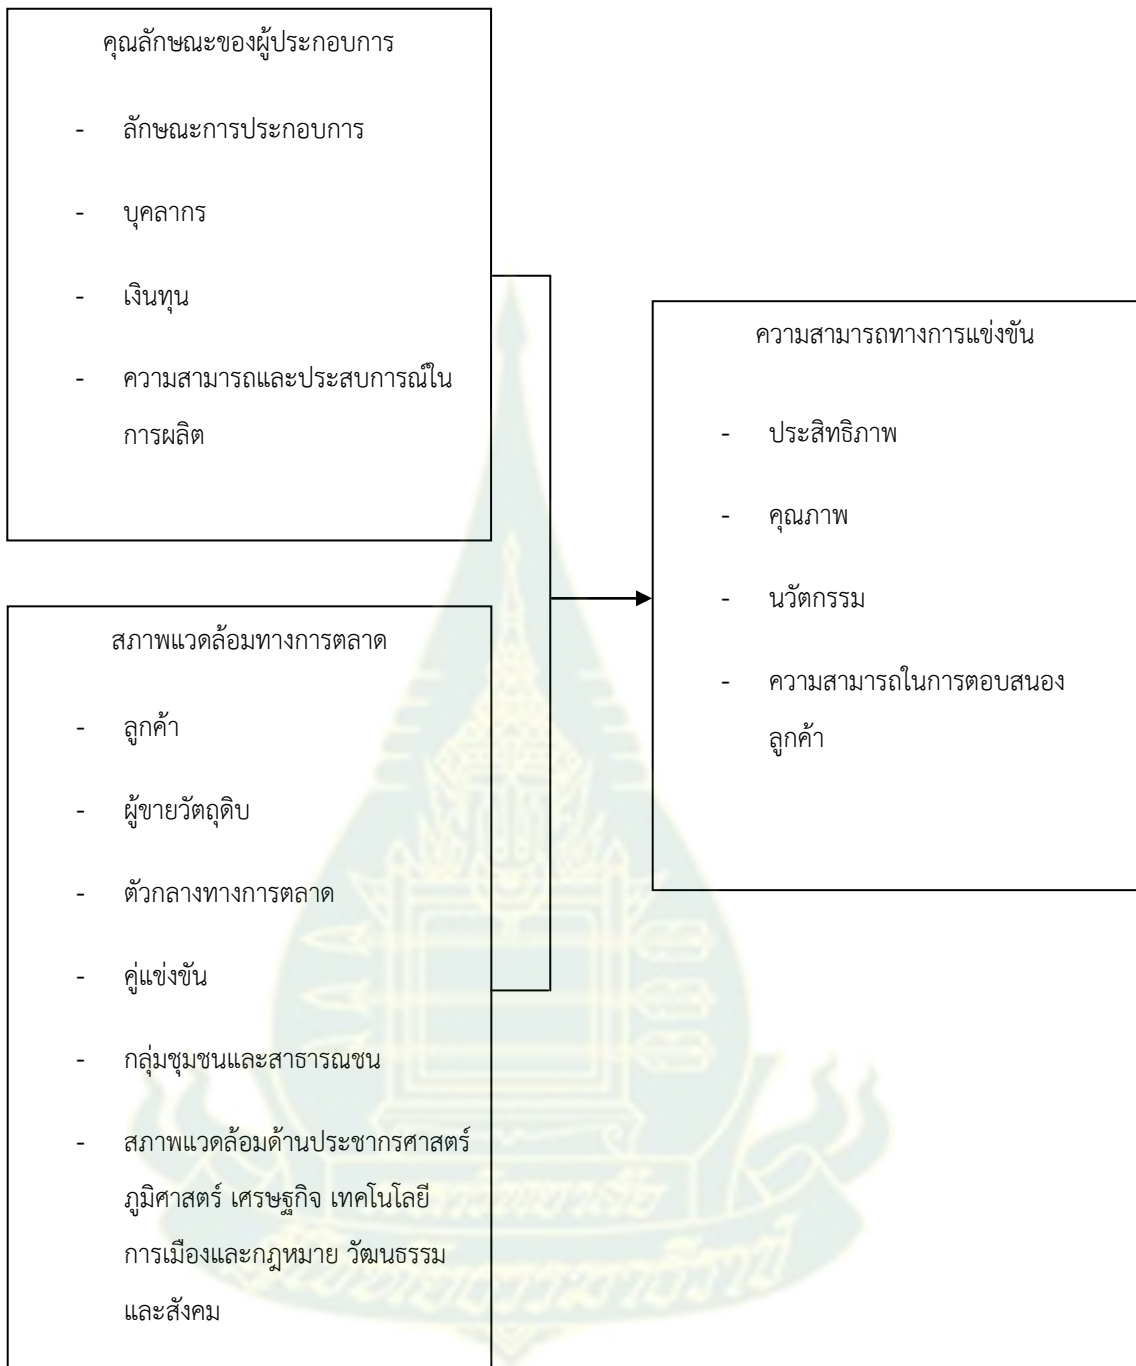 คุณลักษณะของผู้ประกอบการ
- ลักษณะการประกอบการ
- บุคลากร
- เงินทุน
- ความสามารถและประสบการณ์ใน
การผลิต
สภาพแวดล้อมทางการตลาด
- ลูกค้า
- ผู้ขายวัตถุดิบ
- ตัวกลางทางการตลาด
- คู่แข่งขัน
- กลุ่มชุมชนและสาธารณชน
- สภาพแวดล้อมด้านประชากรศาสตร์
ภูมิศาสตร์ เศรษฐกิจ เทคโนโลยี
การเมืองและกฎหมาย วัฒนธรรม
และสังคม
ความสามารถทางการแข่งขัน
- ประสิทธิภาพ
- คุณภาพ
- นวัตกรรม
- ความสามารถในการตอบสนอง
ลูกค้า